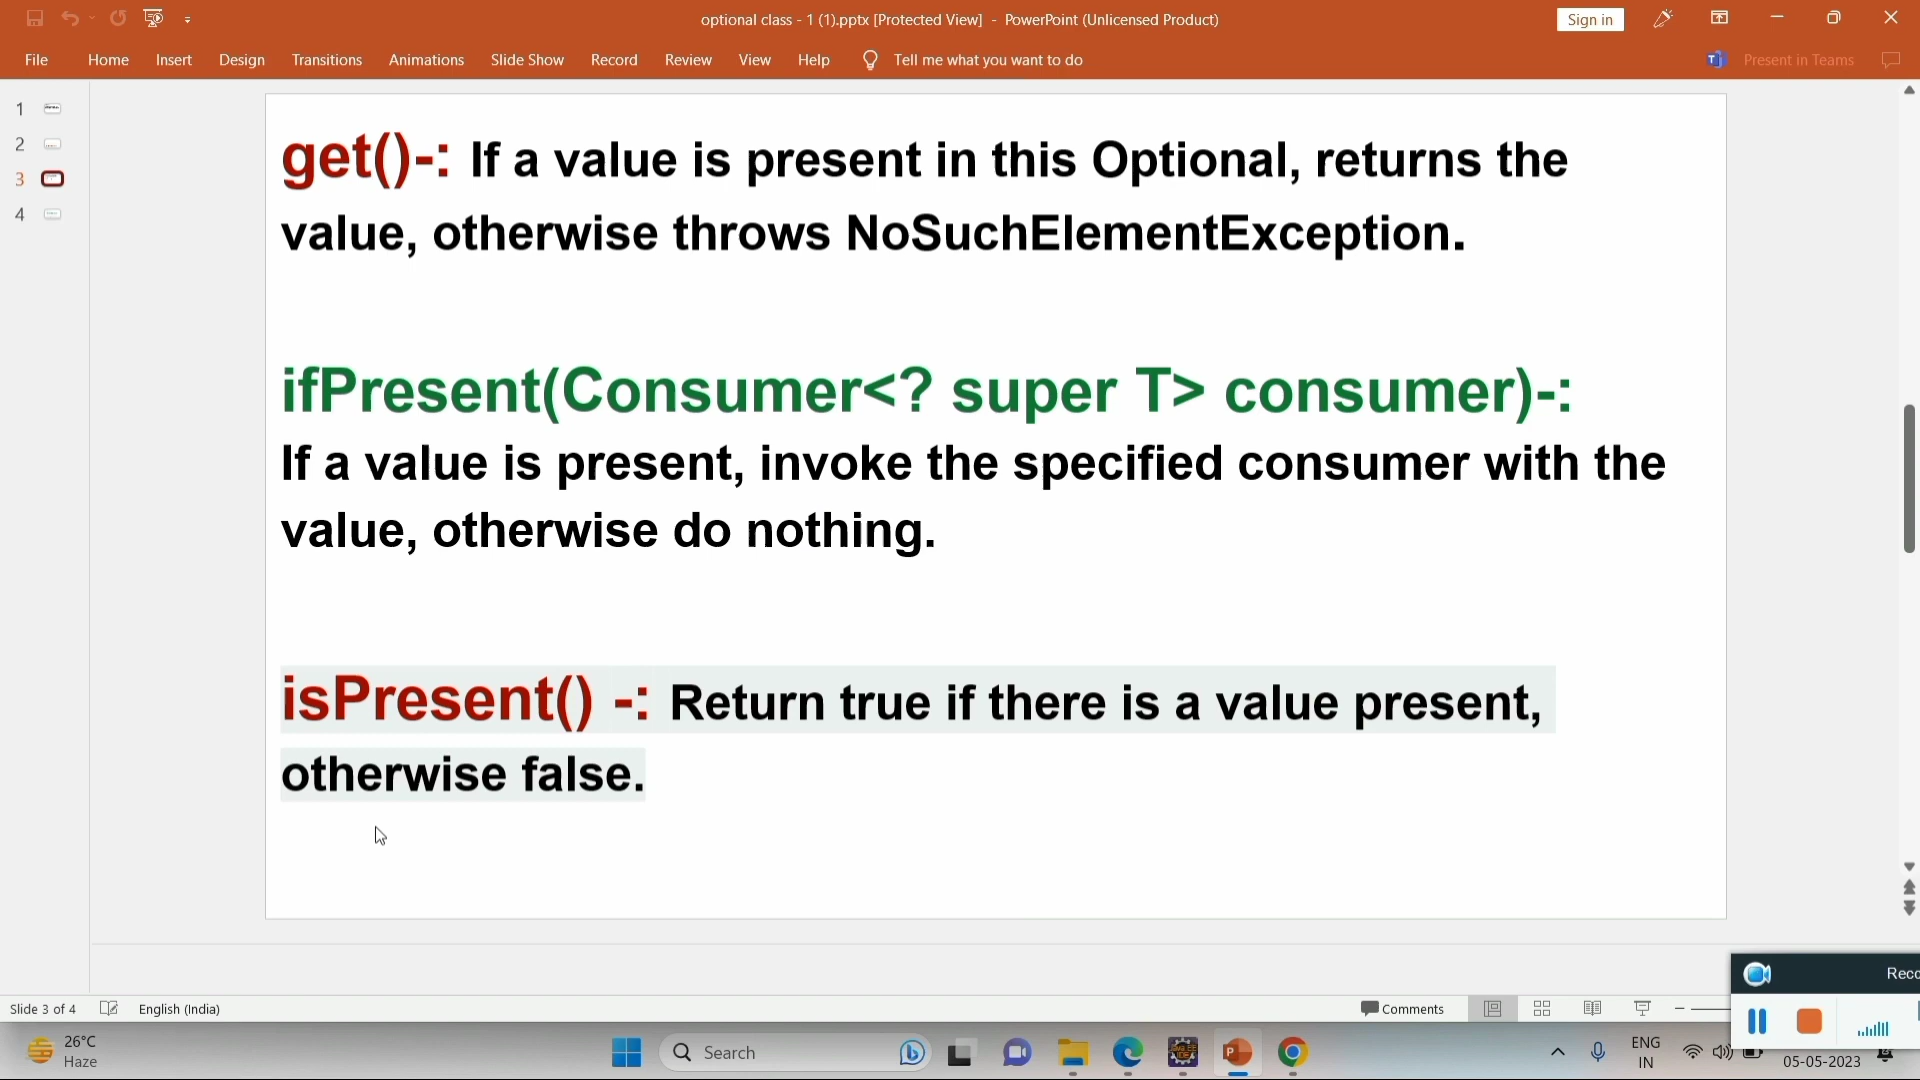 optional class - 1 (1).pptx [Protected View] - PowerPoint (Unlicensed Product)
Sign in
File Home Insert Design Transitions Animations Slide Show Record Review View Help Tell me what you want to do
Present in Teams
1
2
3
4
get()-: If a value is present in this Optional, returns the
value, otherwise throws NoSuchElementException.
ifPresent(Consumer<? super T> consumer)-:
If a value is present, invoke the specified consumer with the
value, otherwise do nothing.
isPresent() -: Return true if there is a value present,
otherwise false.
Reco
Slide 3 of 4 English (India) Comments
26°C
Haze
Search
ENG
IN
05-05-2023